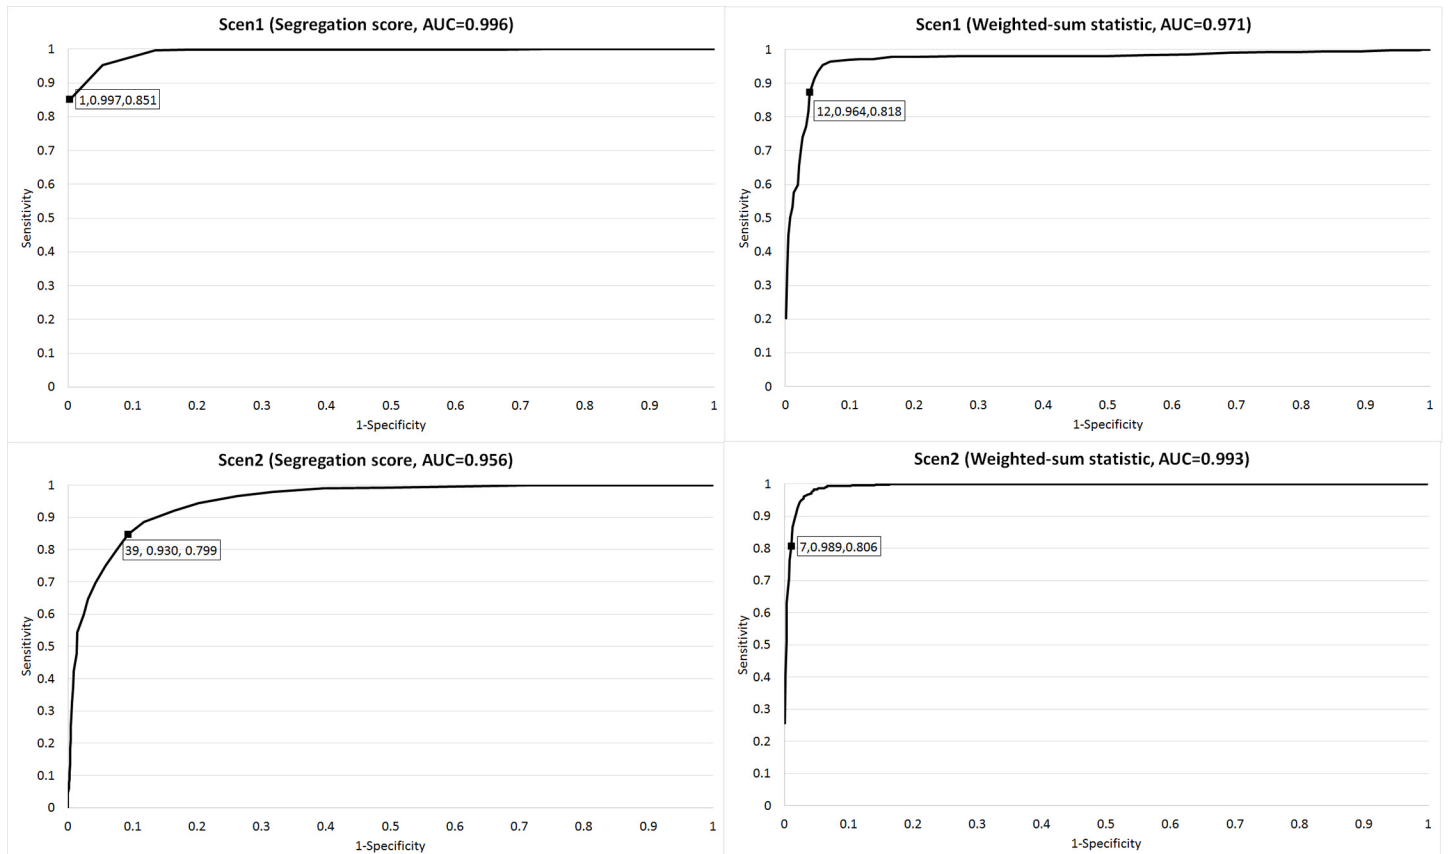 Scen1 (Segregation score, AUC=0.996)
1
0.9
0.8
0.7
0.6
0.5
0.4
0.3
0.2
0.1
0
Sensitivity
1,0.997,0.851
0 0.1 0.2 0.3 0.4 0.5 0.6 0.7 0.8 0.9 1
1-Specificity
Scen1 (Weighted-sum statistic, AUC=0.971)
1
0.9
0.8
0.7
0.6
0.5
0.4
0.3
0.2
0.1
0
Sensitivity
12,0.964,0.818
0 0.1 0.2 0.3 0.4 0.5 0.6 0.7 0.8 0.9 1
1-Specificity
Scen2 (Segregation score, AUC=0.956)
1
0.9
0.8
0.7
0.6
0.5
0.4
0.3
0.2
0.1
0
Sensitivity
39, 0.930, 0.799
0 0.1 0.2 0.3 0.4 0.5 0.6 0.7 0.8 0.9 1
1-Specificity
Scen2 (Weighted-sum statistic, AUC=0.993)
1
0.9
0.8
0.7
0.6
0.5
0.4
0.3
0.2
0.1
0
Sensitivity
7,0.989,0.806
0 0.1 0.2 0.3 0.4 0.5 0.6 0.7 0.8 0.9 1
1-Specificity